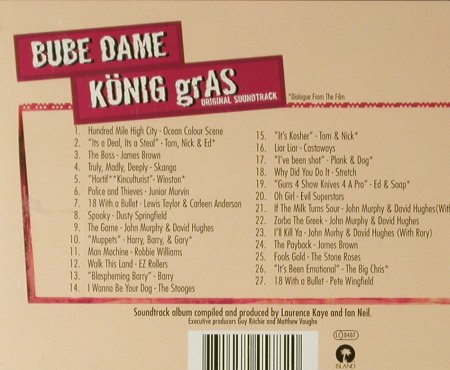 BUBE DAME
KÖNIG grAS
ORIGINAL SOUNDTRACK
*Dialogue From The Film
1. Hundred Mile High City - Ocean Colour Scene
2. "Its a Deal, Its a Steal" - Tom, Nick & Ed*
3. The Boss - James Brown
4. Truly, Madly, Deeply - Skanga
5. "Hortif**Kinculturist" - Winston*
6. Police and Thieves - Junior Murvin
7. 18 With a Bullet - Lewis Taylor & Carleen Anderson
8. Spooky - Dusty Springfield
9. The Game - John Murphy & David Hughes
10. "Muppets" - Harry, Barry, & Gary*
11. Man Machine - Robbie Williams
12. Walk This Land - EZ Rollers
13. "Blaspheming Barry" - Barry
14. I Wanna Be Your Dog - The Stooges
15. "It's Kosher" - Tom & Nick*
16. Liar Liar - Castaways
17. "I've been shot" - Plank & Dog*
18. Why Did You Do It - Stretch
19. "Guns 4 Show Knives 4 A Pro" - Ed & Soap*
20. Oh Girl - Evil Superstars
21. If The Milk Turns Sour - John Murphy & David Hughes(With
22. Zorba The Greek - John Murphy & David Hughes
23. I'll Kill Ya - John Murhy & David Hughes (With Rory)
24. The Payback - James Brown
25. Fools Gold - The Stone Roses
26. "It's Been Emotional" - The Big Chris*
27. 18 With a Bullet - Pete Wingfield
Soundtrack album compiled and produced by Laurence Kaye and Ian Neil.
Executive producers Guy Ritchie and Matthew Vaughn
LC 0407
ISLAND